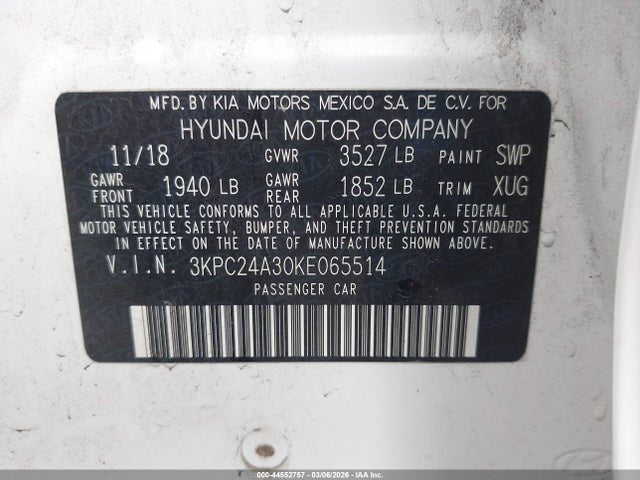 MFD. BY KIA MOTORS MEXICO S.A. DE C.V. FOR
HYUNDAI MOTOR COMPANY
11/18 GVWR 3527 LB PAINT SWP
GAWR FRONT 1940 LB GAWR REAR 1852 LB TRIM XUG
THIS VEHICLE CONFORMS TO ALL APPLICABLE U.S.A. FEDERAL
MOTOR VEHICLE SAFETY, BUMPER, AND THEFT PREVENTION STANDARDS
IN EFFECT ON THE DATE OF MANUFACTURE SHOWN ABOVE.
V.I.N. 3KPC24A30KE065514
PASSENGER CAR
000-44552757 - 03/06/2026 - COPART